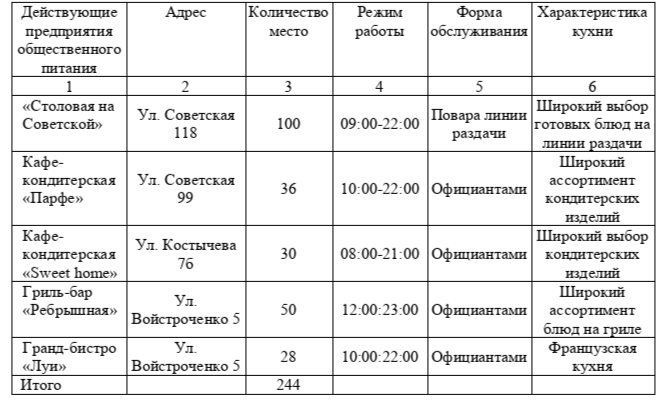 Действующие предприятия общественного питания | Адрес | Количество место | Режим работы | Форма обслуживания | Характеристика кухни
1 | 2 | 3 | 4 | 5 | 6
«Столовая на Советской» | Ул. Советская 118 | 100 | 09:00-22:00 | Повара линии раздачи | Широкий выбор готовых блюд на линии раздачи
Кафе-кондитерская «Парфе» | Ул. Советская 99 | 36 | 10:00-22:00 | Официантами | Широкий ассортимент кондитерских изделий
Кафе-кондитерская «Sweet home» | Ул. Костычева 76 | 30 | 08:00-21:00 | Официантами | Широкий выбор кондитерских изделий
Гриль-бар «Ребрышная» | Ул. Войстроченко 5 | 50 | 12:00:23:00 | Официантами | Широкий ассортимент блюд на гриле
Гранд-бистро «Луи» | Ул. Войстроченко 5 | 28 | 10:00:22:00 | Официантами | Французская кухня
Итого | 244